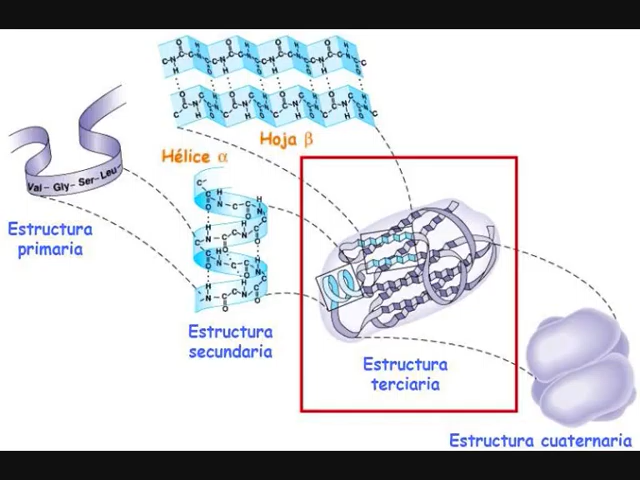 Hoja β
Hélice α
Val- Gly- Ser- Leu-
Estructura
primaria
Estructura
secundaria
Estructura
terciaria
Estructura cuaternaria